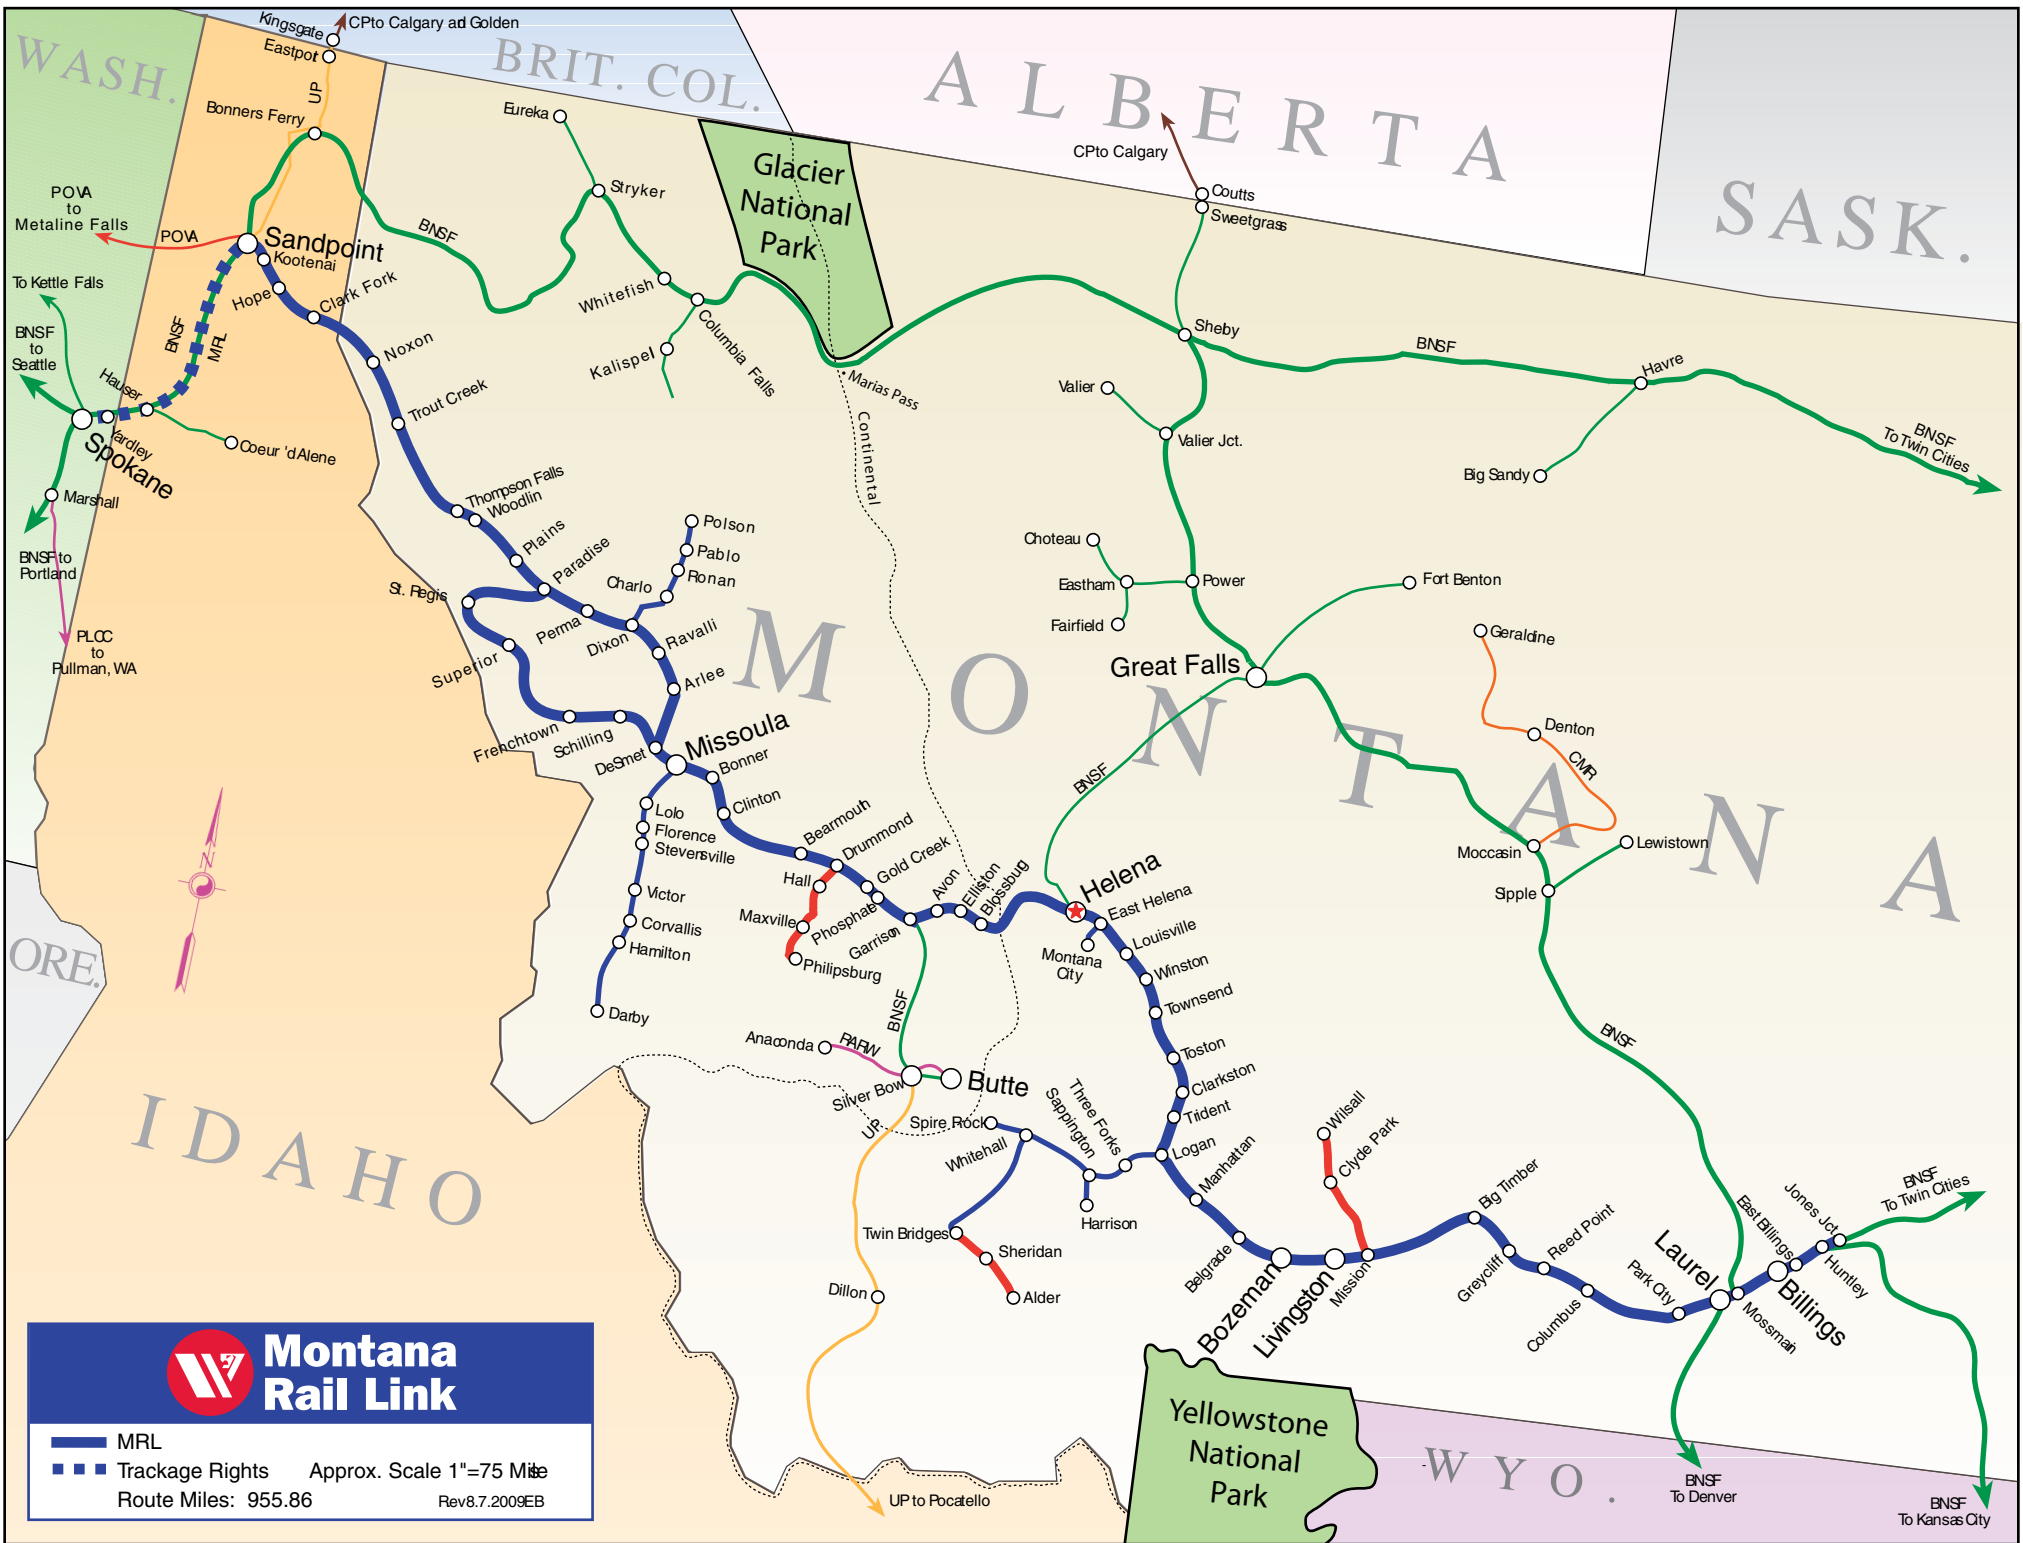 Kingsgate
CP to Calgary and Golden
Eastpot
WASH.
BRIT. COL.
ALBERTA
SASK.
UP
Bonners Ferry
Eureka
Stryker
Glacier
National
Park
CP to Calgary
Coutts
Sweetgrass
POVA
to
Metaline Falls
POVA
Sandpoint
Kootenai
BNSF
Hope
Clark Fork
Whitefish
Columbia Falls
Kalispel
Marias Pass
Continental
To Kettle Falls
BNSF
to
Seattle
BNSF
MRL
Hauser
Yardley
Spokane
Coeur 'd Alene
Marshall
BNSF to
Portland
PLCC
to
Pullman, WA
Noxon
Trout Creek
Thompson Falls
Woodlin
Plains
Paradise
St. Regis
Perma
Dixon
Charlo
Polson
Pablo
Ronan
Ravalli
Arlee
Superior
Frenchtown
Schilling
DeSmet
Missoula
Bonner
Clinton
Lolo
Florence
Stevensville
Victor
Corvallis
Hamilton
Darby
Bearmouth
Drummond
Hall
Maxville
Philipsburg
Gold Creek
Phosphate
Garrison
Avon
Elliston
Blossburg
Helena
East Helena
Montana
City
Louisville
Winston
Townsend
Toston
Clarkston
Trident
Logan
Sheby
BNSF
Havre
Big Sandy
BNSF
To Twin Cities
Valier
Valier Jct.
Choteau
Eastham
Fairfield
Power
Fort Benton
Great Falls
BNSF
Geraldine
Denton
CMR
Moccasin
Lewistown
Sipple
BNSF
MONTANA
ORE.
IDAHO
N
BNSF
Anaconda
RARW
Silver Bow
Butte
UP
Spire Rock
Whitehall
Sappington
Three Forks
Harrison
Twin Bridges
Sheridan
Alder
Dillon
UP to Pocatello
Manhattan
Belgrade
Bozeman
Livingston
Mission
Wilsall
Clyde Park
Big Timber
Greycliff
Reed Point
Columbus
Park City
Laurel
Mossmain
Billings
East Billings
Huntley
Jones Jct.
BNSF
To Twin Cities
BNSF
To Denver
BNSF
To Kansas City
WYO.
Yellowstone
National
Park
Montana
Rail Link
MRL
Trackage Rights
Approx. Scale 1"=75 Mile
Route Miles: 955.86
Rev8.7.2009EB